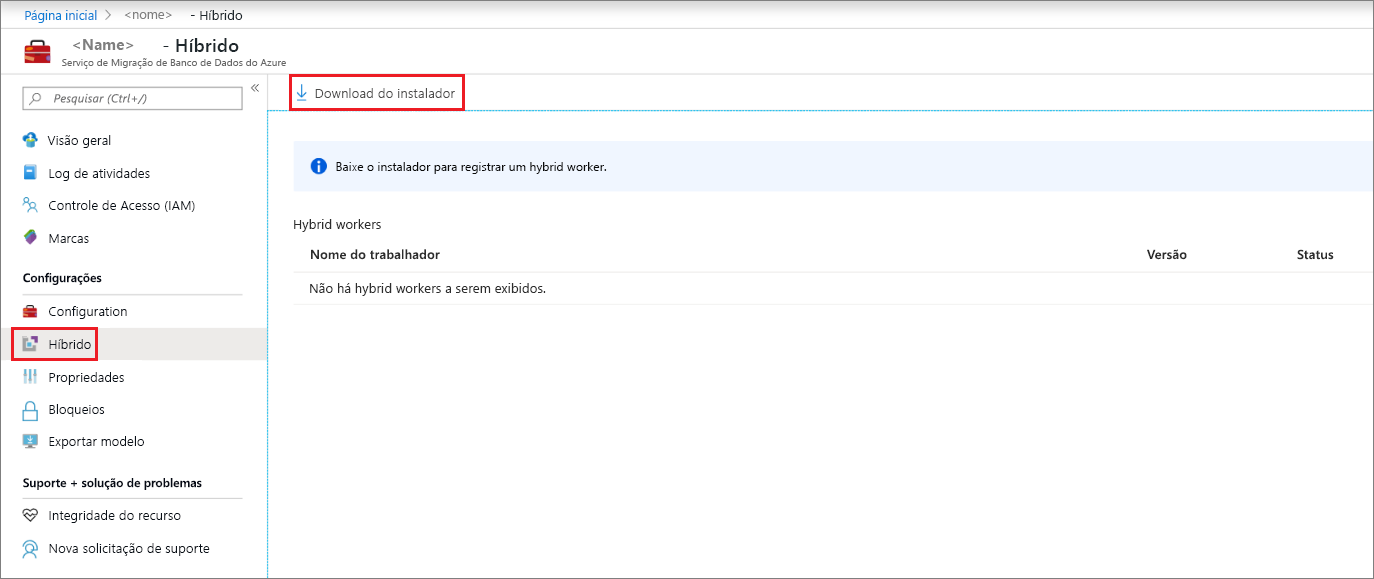 Página inicial > <nome> - Híbrido
<Name> - Híbrido
Serviço de Migração de Banco de Dados do Azure
Pesquisar (Ctrl+/)
«
Download do instalador
Visão geral
Log de atividades
Controle de Acesso (IAM)
Marcas
Configurações
Configuration
Híbrido
Propriedades
Bloqueios
Exportar modelo
Suporte + solução de problemas
Integridade do recurso
Nova solicitação de suporte
Baixe o instalador para registrar um hybrid worker.
Hybrid workers
Nome do trabalhador Versão Status
Não há hybrid workers a serem exibidos.